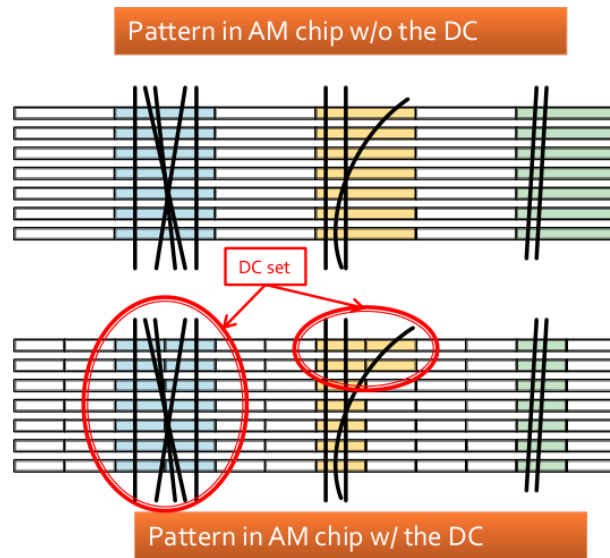 Pattern in AM chip w/o the DC
DC set
Pattern in AM chip w/ the DC